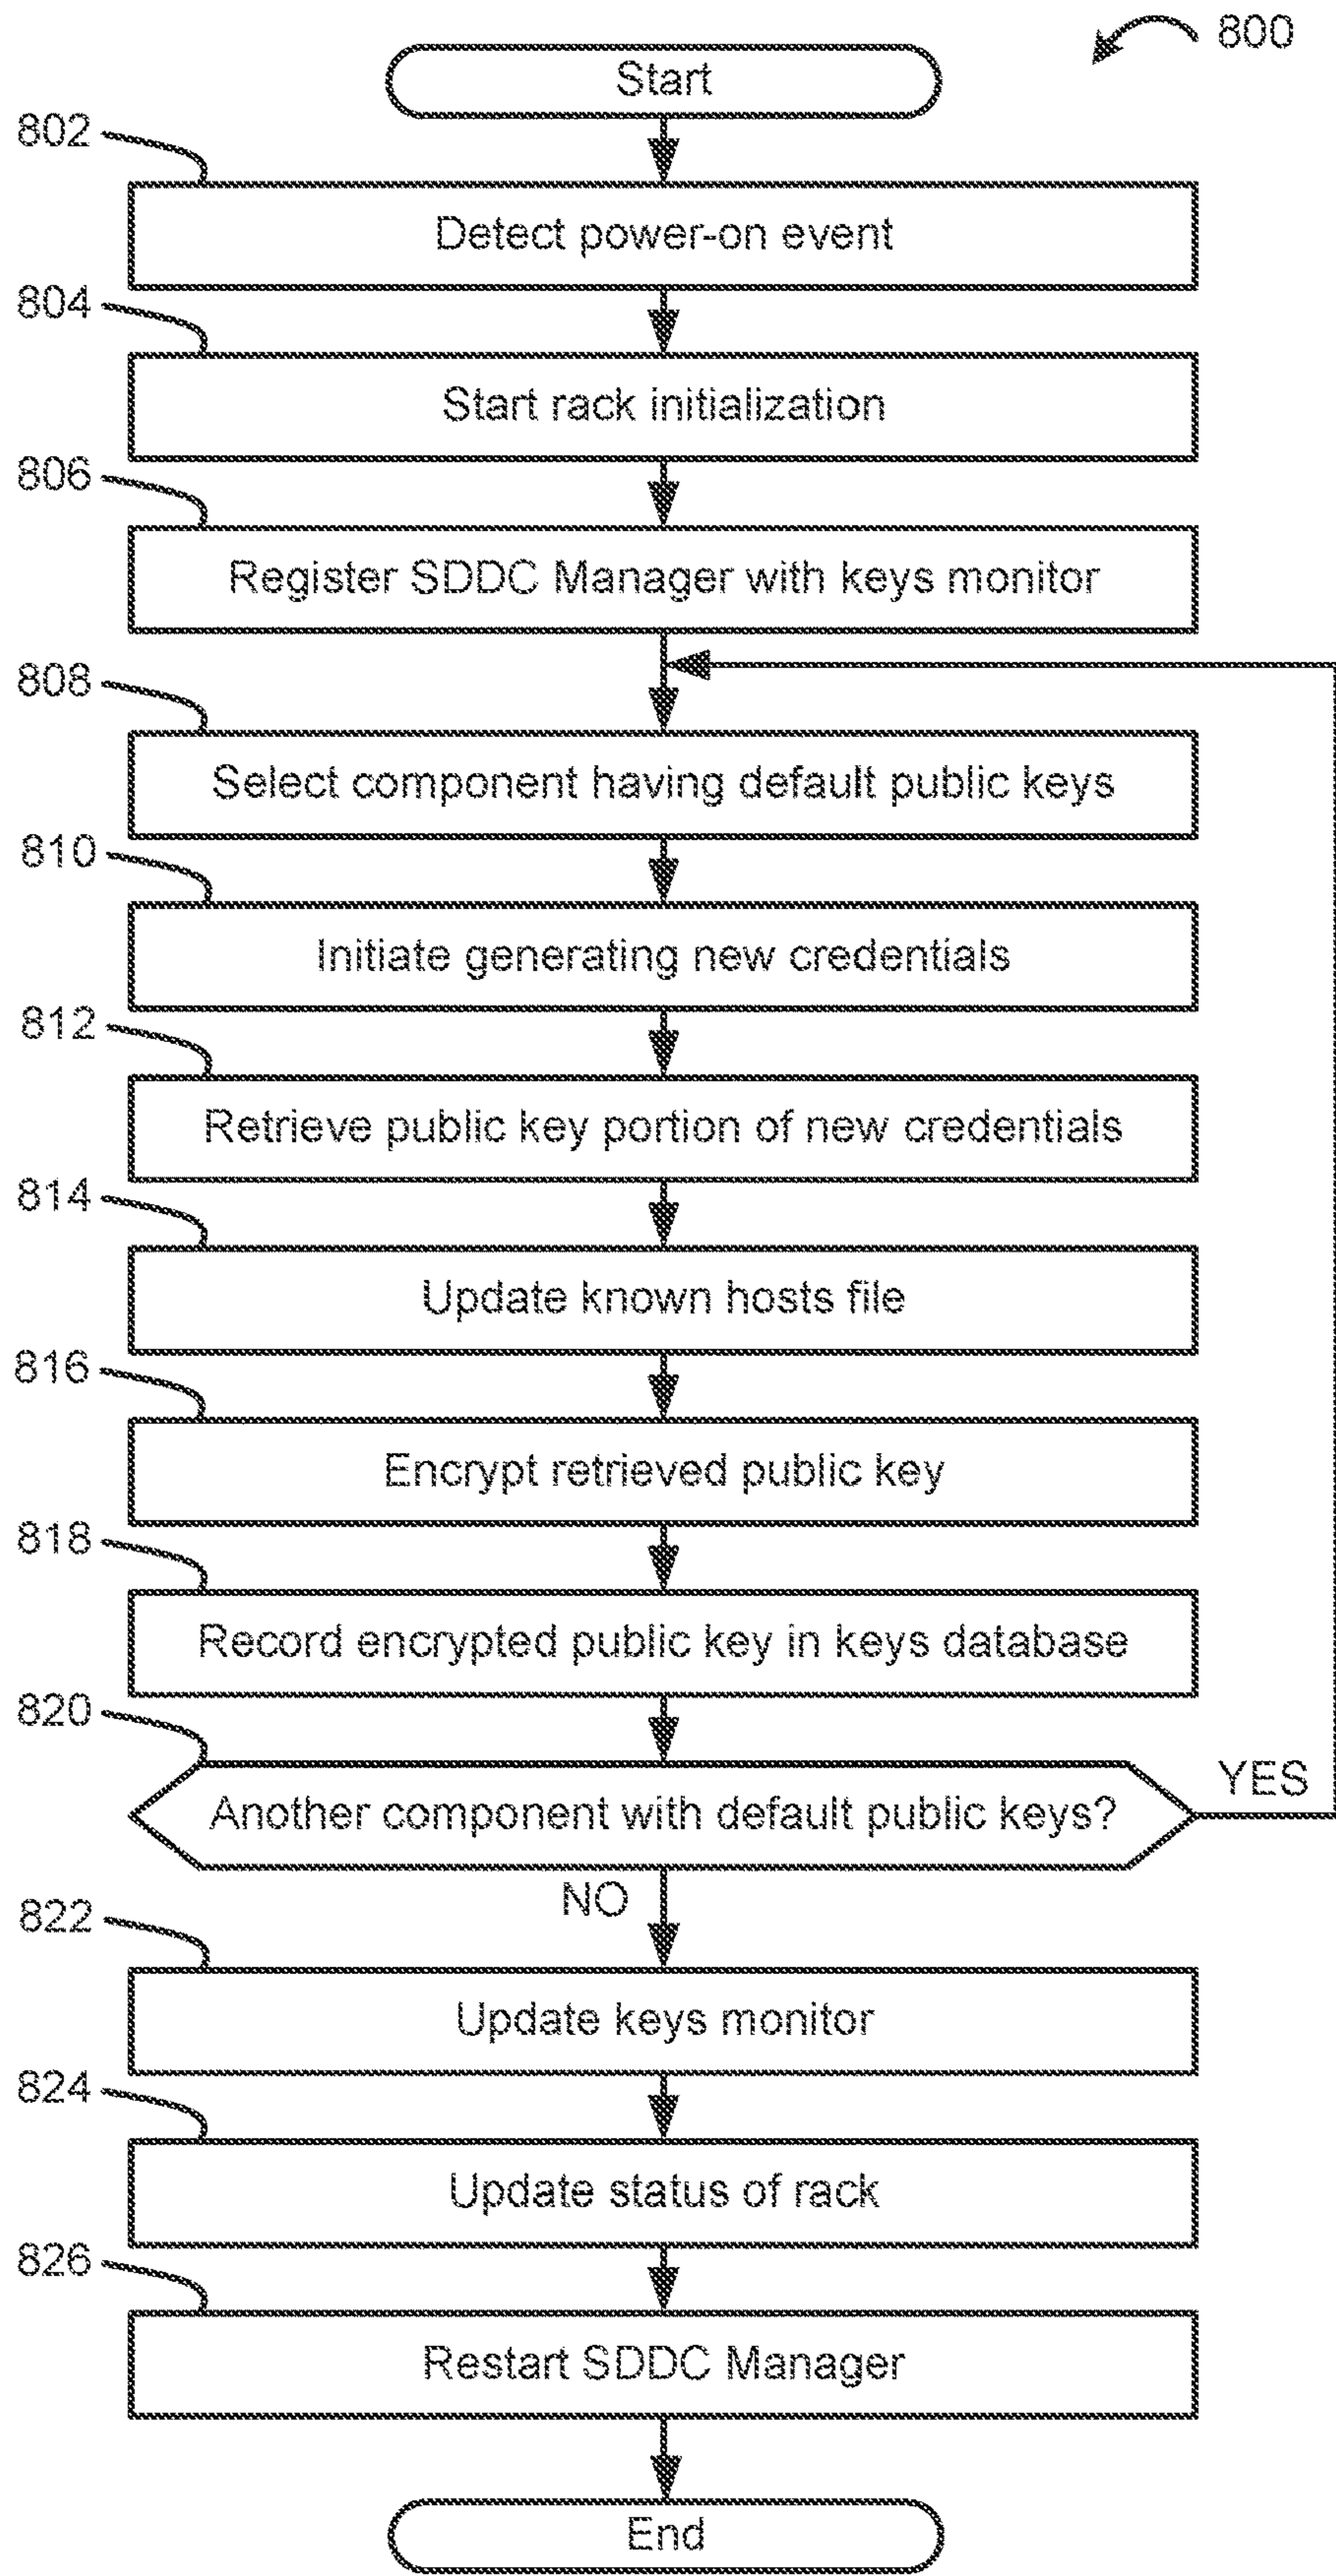 800
Start
802
Detect power-on event
804
Start rack initialization
806
Register SDDC Manager with keys monitor
808
Select component having default public keys
810
Initiate generating new credentials
812
Retrieve public key portion of new credentials
814
Update known hosts file
816
Encrypt retrieved public key
818
Record encrypted public key in keys database
820
YES
Another component with default public keys?
NO
822
Update keys monitor
824
Update status of rack
826
Restart SDDC Manager
End